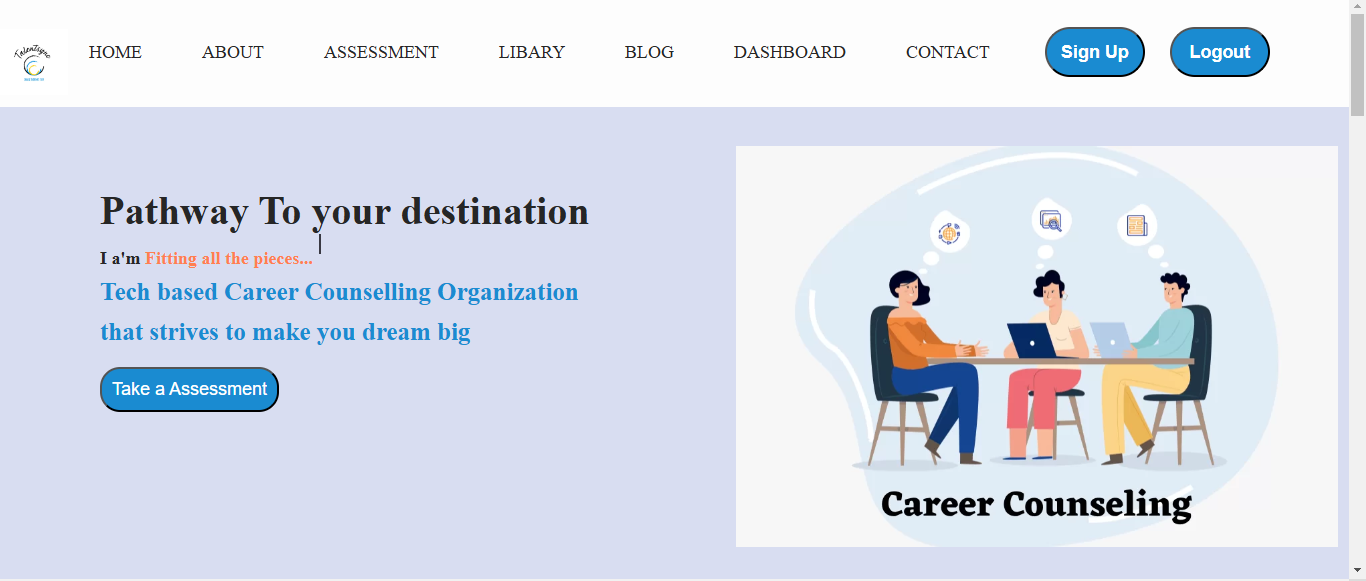 HOME ABOUT ASSESSMENT LIBARY BLOG DASHBOARD CONTACT Sign Up Logout
Pathway To your destination
I a'm Fitting all the pieces...
Tech based Career Counselling Organization
that strives to make you dream big
Take a Assessment
Career Counseling